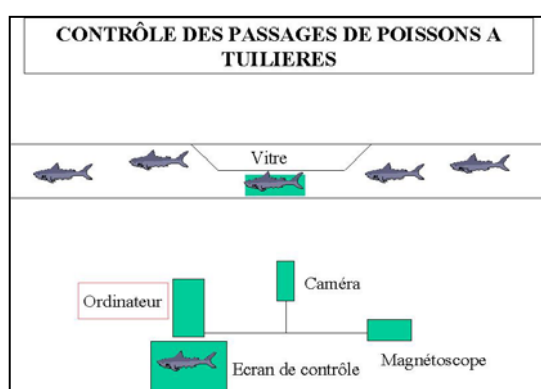 CONTRÔLE DES PASSAGES DE POISSONS A
TUILIERES
Vitre
Caméra
Ordinateur
Magnétoscope
Ecran de contrôle